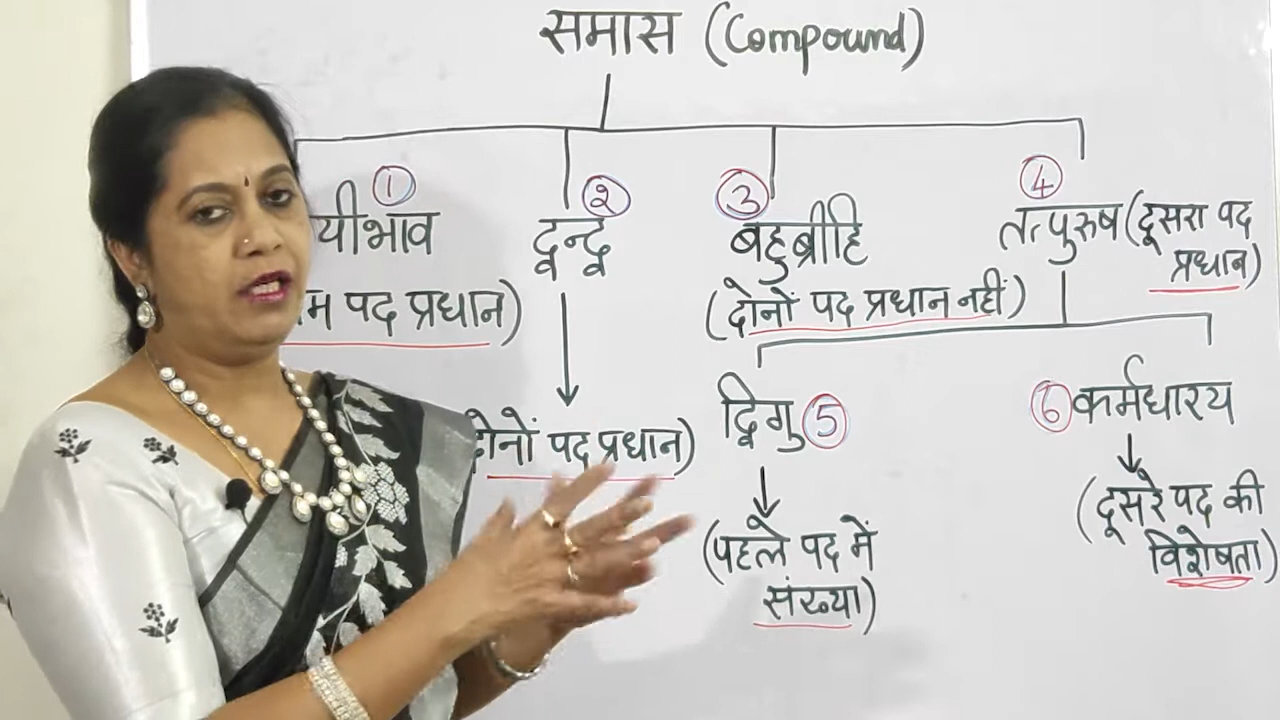 समास (Compound)
①
यीभाव
म पद प्रधान)
②
द्वन्द्व
दोनों पद प्रधान)
③
बहुब्रीहि
(दोनों पद प्रधान नहीं)
④
तत्पुरुष (दूसरा पद
प्रधान)
द्विगु ⑤
(पहले पद में
संख्या)
⑥ कर्मधारय
(दूसरे पद की
विशेषता)